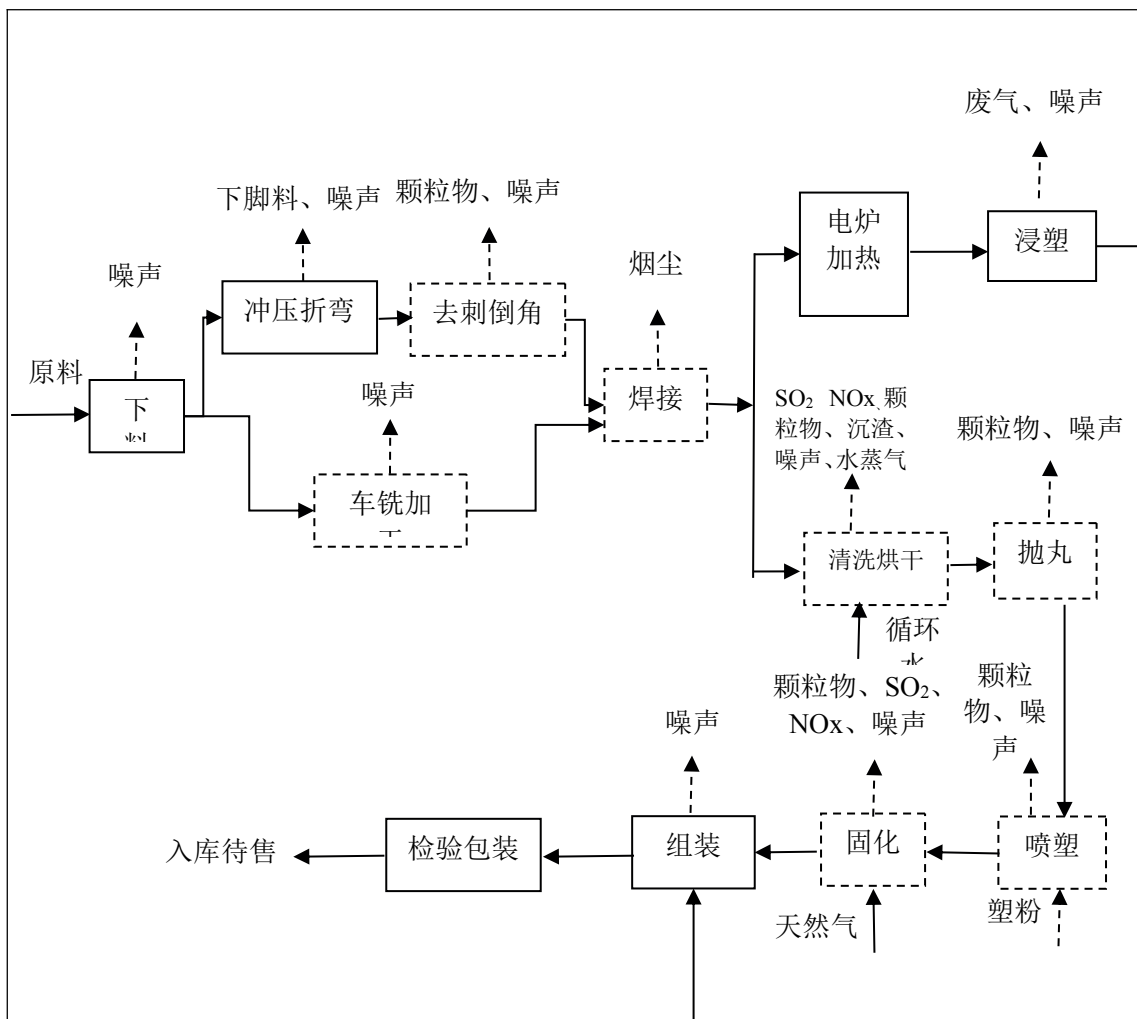 废气、噪声
下脚料、噪声
颗粒物、噪声
电炉
加热
浸塑
噪声
烟尘
冲压折弯
去刺倒角
原料
下
噪声
焊接
SO₂ NOx、颗
粒物、沉渣、
噪声、水蒸气
颗粒物、噪声
车铣加
清洗烘干
抛丸
循环
颗粒物、SO₂、
NOx、噪声
颗粒
物、噪
声
噪声
入库待售
检验包装
组装
固化
喷塑
天然气
塑粉